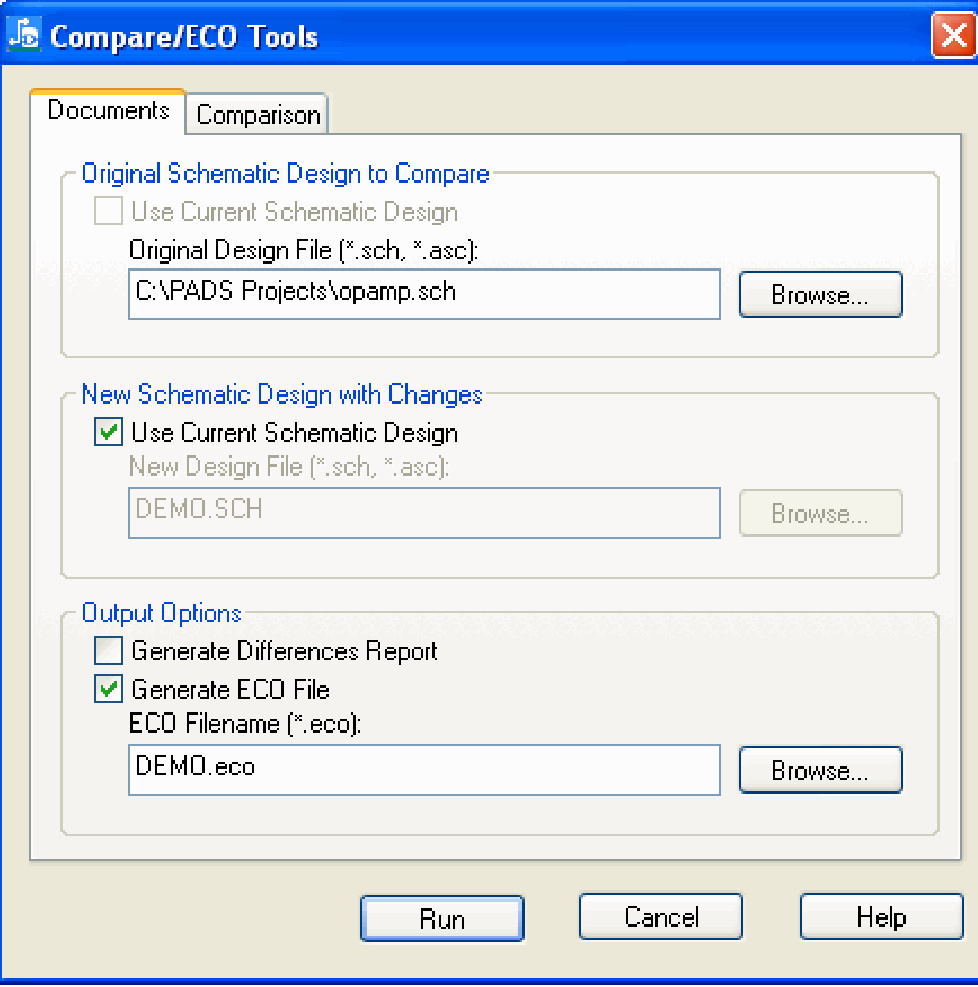 Compare/ECO Tools
Documents
Comparison
Original Schematic Design to Compare
Use Current Schematic Design
Original Design File (*.sch, *.asc):
C:\PADS Projects\opamp.sch
Browse...
New Schematic Design with Changes
Use Current Schematic Design
New Design File (*.sch, *.asc):
DEMO.SCH
Browse...
Output Options
Generate Differences Report
Generate ECO File
ECO Filename (*.eco):
DEMO.eco
Browse...
Run
Cancel
Help